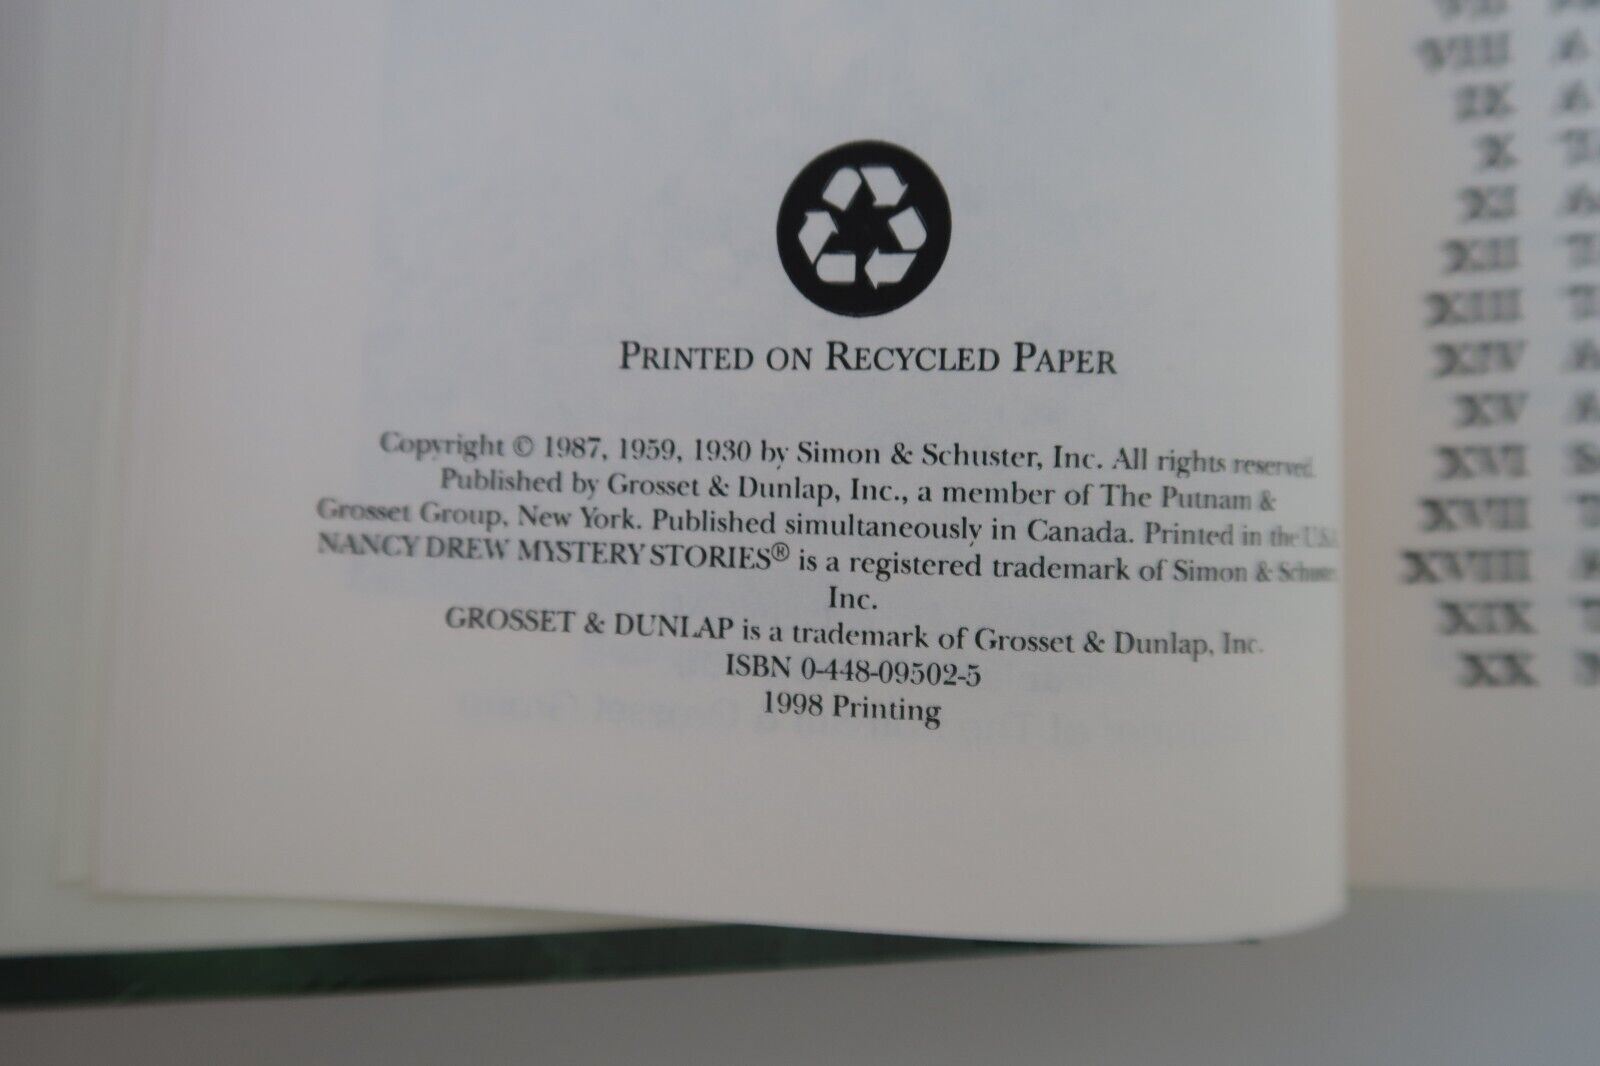 PRINTED ON RECYCLED PAPER
Copyright © 1987, 1959, 1930 by Simon & Schuster, Inc. All rights reserved.
Published by Grosset & Dunlap, Inc., a member of The Putnam &
Grosset Group, New York. Published simultaneously in Canada. Printed in the U.S.A.
NANCY DREW MYSTERY STORIES® is a registered trademark of Simon & Schuster,
Inc.
GROSSET & DUNLAP is a trademark of Grosset & Dunlap, Inc.
ISBN 0-448-09502-5
1998 Printing
VIII A
IX A
X
XI
XII
XIII
XIV
XV
XVI
XVII
XVIII
XIX
XX